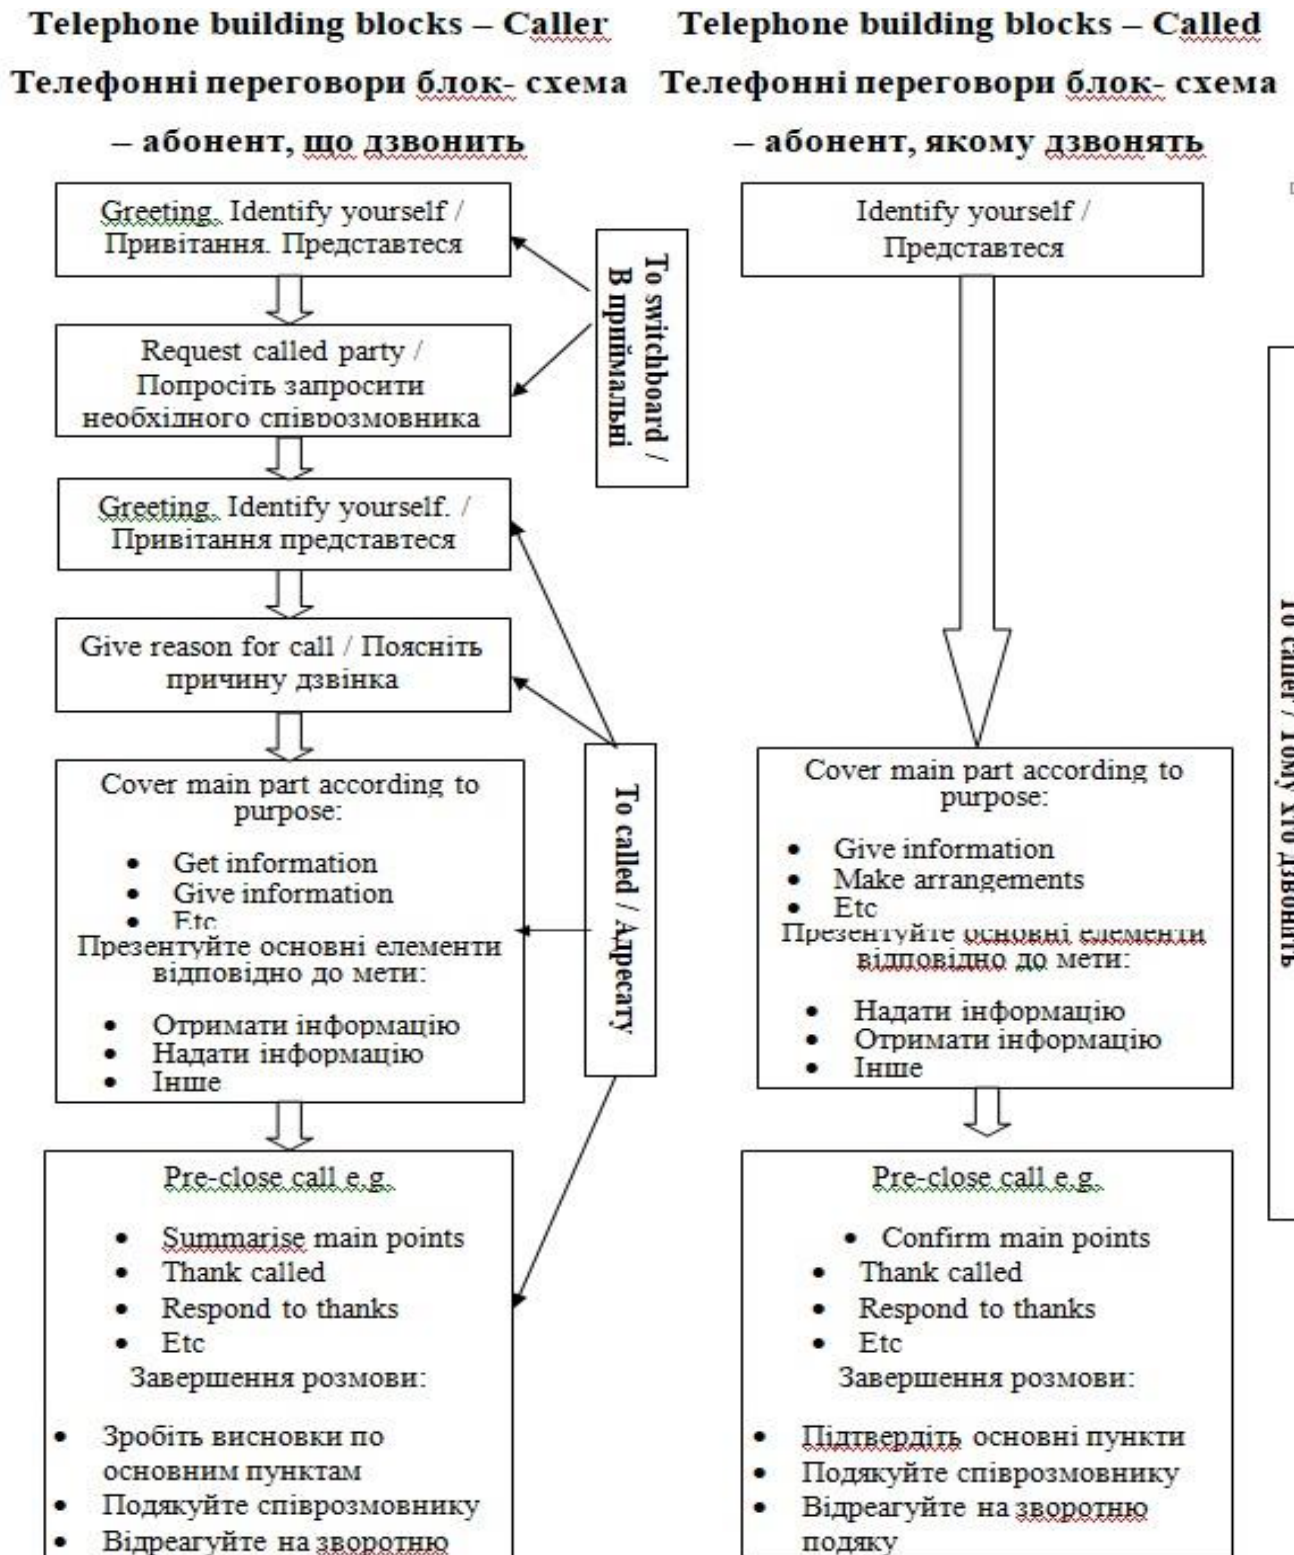 Telephone building blocks – Caller
Телефонні переговори блок- схема
– абонент, що дзвонить
Greeting. Identify yourself /
Привітання. Представтеся
Request called party /
Попросіть запросити
необхідного співрозмовника
To switchboard /
В приймальні
Greeting. Identify yourself. /
Привітання представтеся
Give reason for call / Поясніть
причину дзвінка
Cover main part according to
purpose:
• Get information
• Give information
• Etc
Презентуйте основні елементи
відповідно до мети:
• Отримати інформацію
• Надати інформацію
• Інше
To called / Адресату
Pre-close call e.g.
• Summarise main points
• Thank called
• Respond to thanks
• Etc
Завершення розмови:
• Зробіть висновки по
основним пунктам
• Подякуйте співрозмовнику
• Відреагуйте на зворотню
Telephone building blocks – Called
Телефонні переговори блок- схема
– абонент, якому дзвонять
Identify yourself /
Представтеся
Cover main part according to
purpose:
• Give information
• Make arrangements
• Etc
Презентуйте основні елементи
відповідно до мети:
• Надати інформацію
• Отримати інформацію
• Інше
To caller / Тому хто дзвонить
Pre-close call e.g.
• Confirm main points
• Thank called
• Respond to thanks
• Etc
Завершення розмови:
• Підтвердіть основні пункти
• Подякуйте співрозмовнику
• Відреагуйте на зворотню
подяку